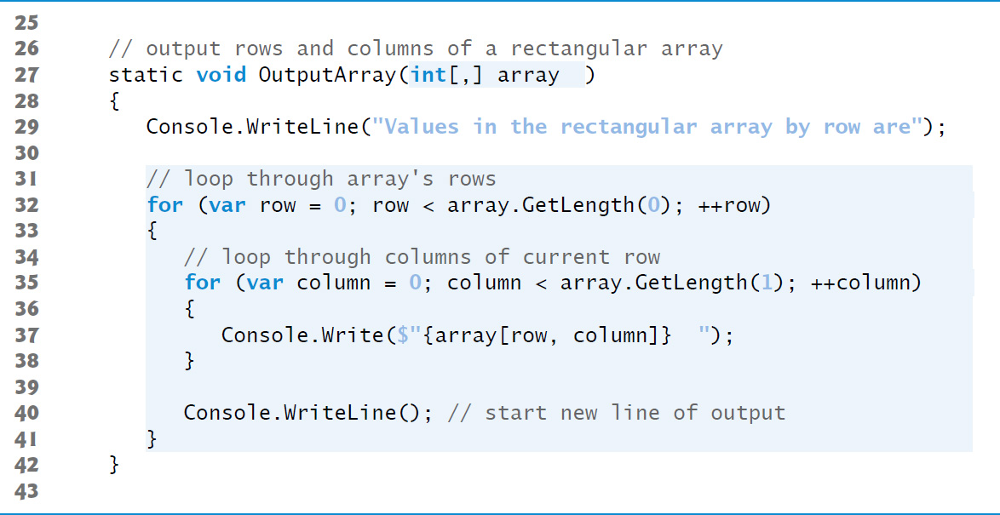 25
26 // output rows and columns of a rectangular array
27 static void OutputArray(int[,] array )
28 {
29 Console.WriteLine("Values in the rectangular array by row are");
30
31 // loop through array's rows
32 for (var row = 0; row < array.GetLength(0); ++row)
33 {
34 // loop through columns of current row
35 for (var column = 0; column < array.GetLength(1); ++column)
36 {
37 Console.Write($"{array[row, column]}  ");
38 }
39
40 Console.WriteLine(); // start new line of output
41 }
42 }
43